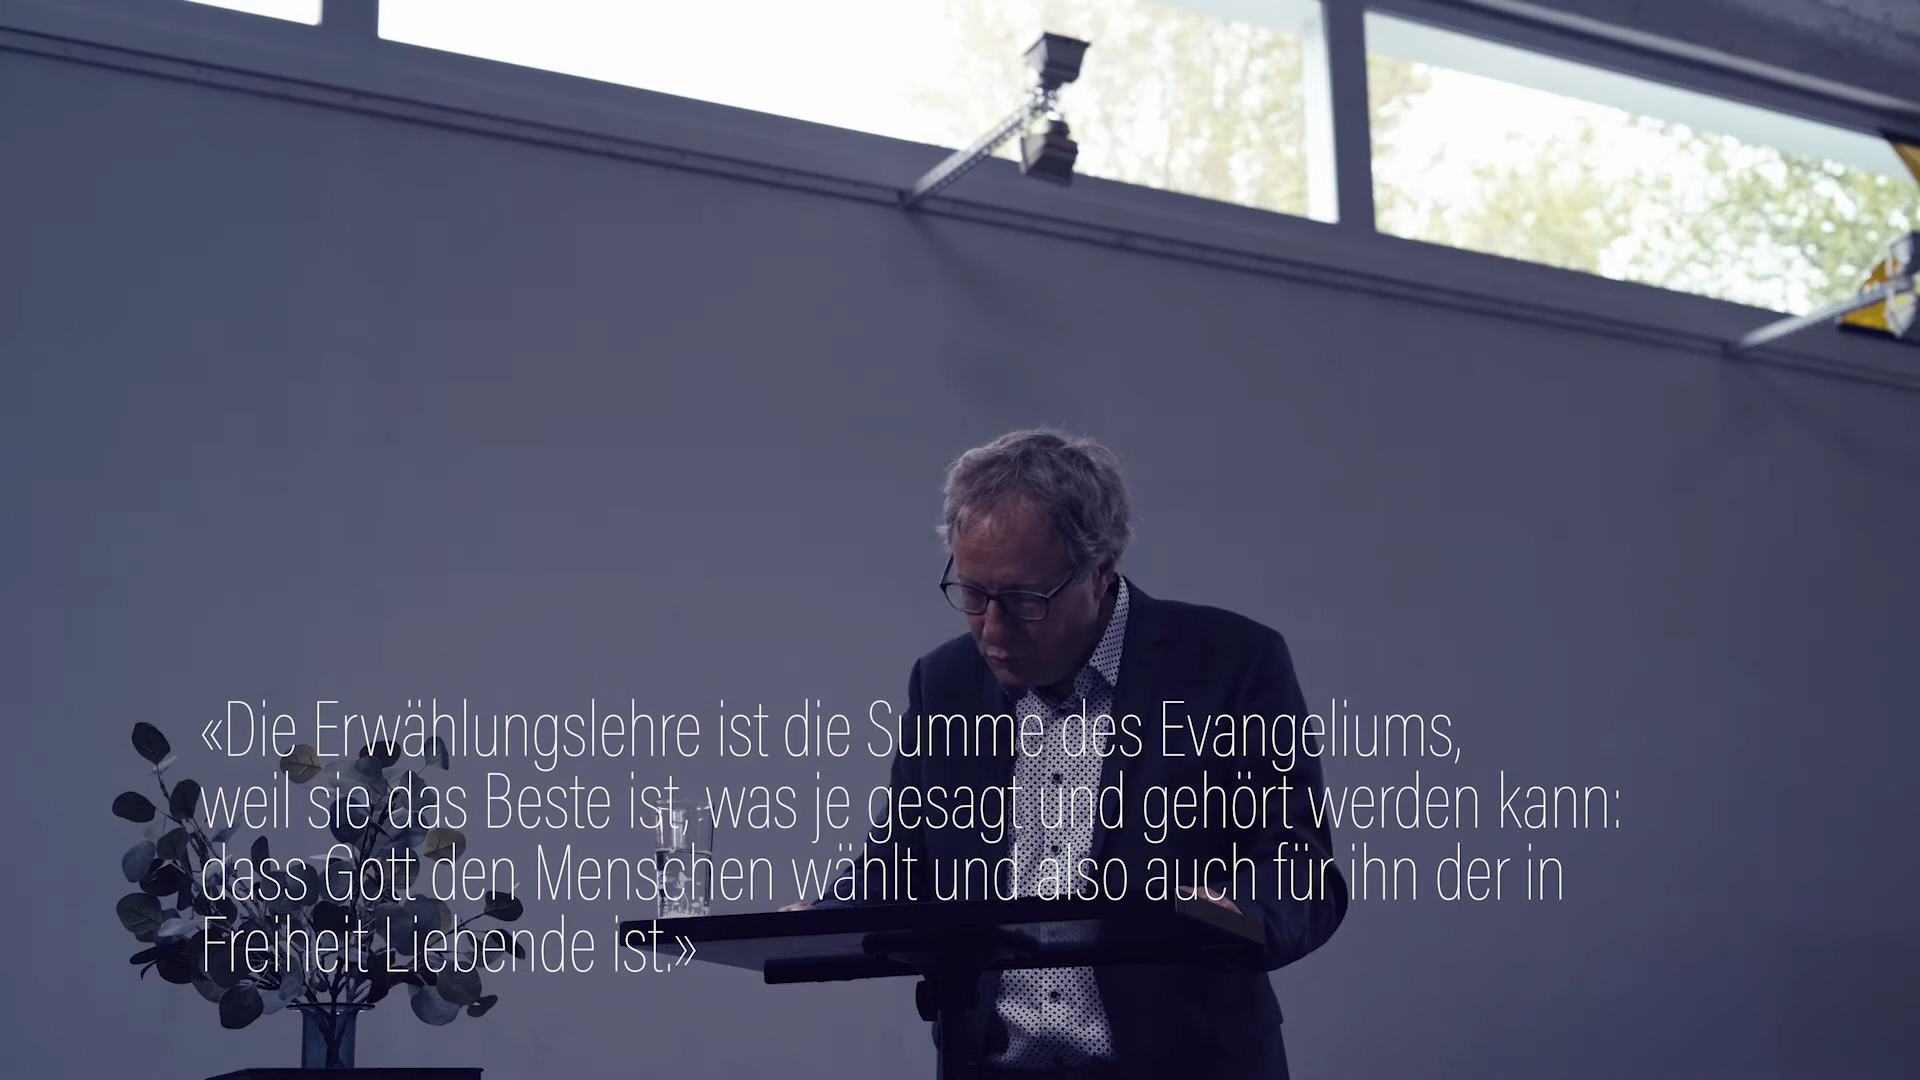 «Die Erwählungslehre ist die Summe des Evangeliums,
weil sie das Beste ist, was je gesagt und gehört werden kann:
dass Gott den Menschen wählt und also auch für ihn der in
Freiheit Liebende ist.»